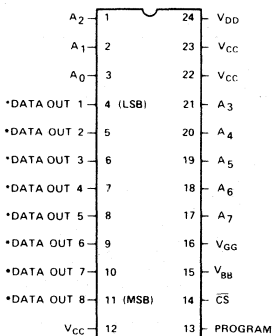 A2 1 24 VDD
A1 2 23 VCC
A0 3 22 VCC
*DATA OUT 1 4 (LSB) 21 A3
*DATA OUT 2 5 20 A4
*DATA OUT 3 6 19 A5
*DATA OUT 4 7 18 A6
*DATA OUT 5 8 17 A7
*DATA OUT 6 9 16 VGG
*DATA OUT 7 10 15 VBB
*DATA OUT 8 11 (MSB) 14 CS
VCC 12 13 PROGRAM